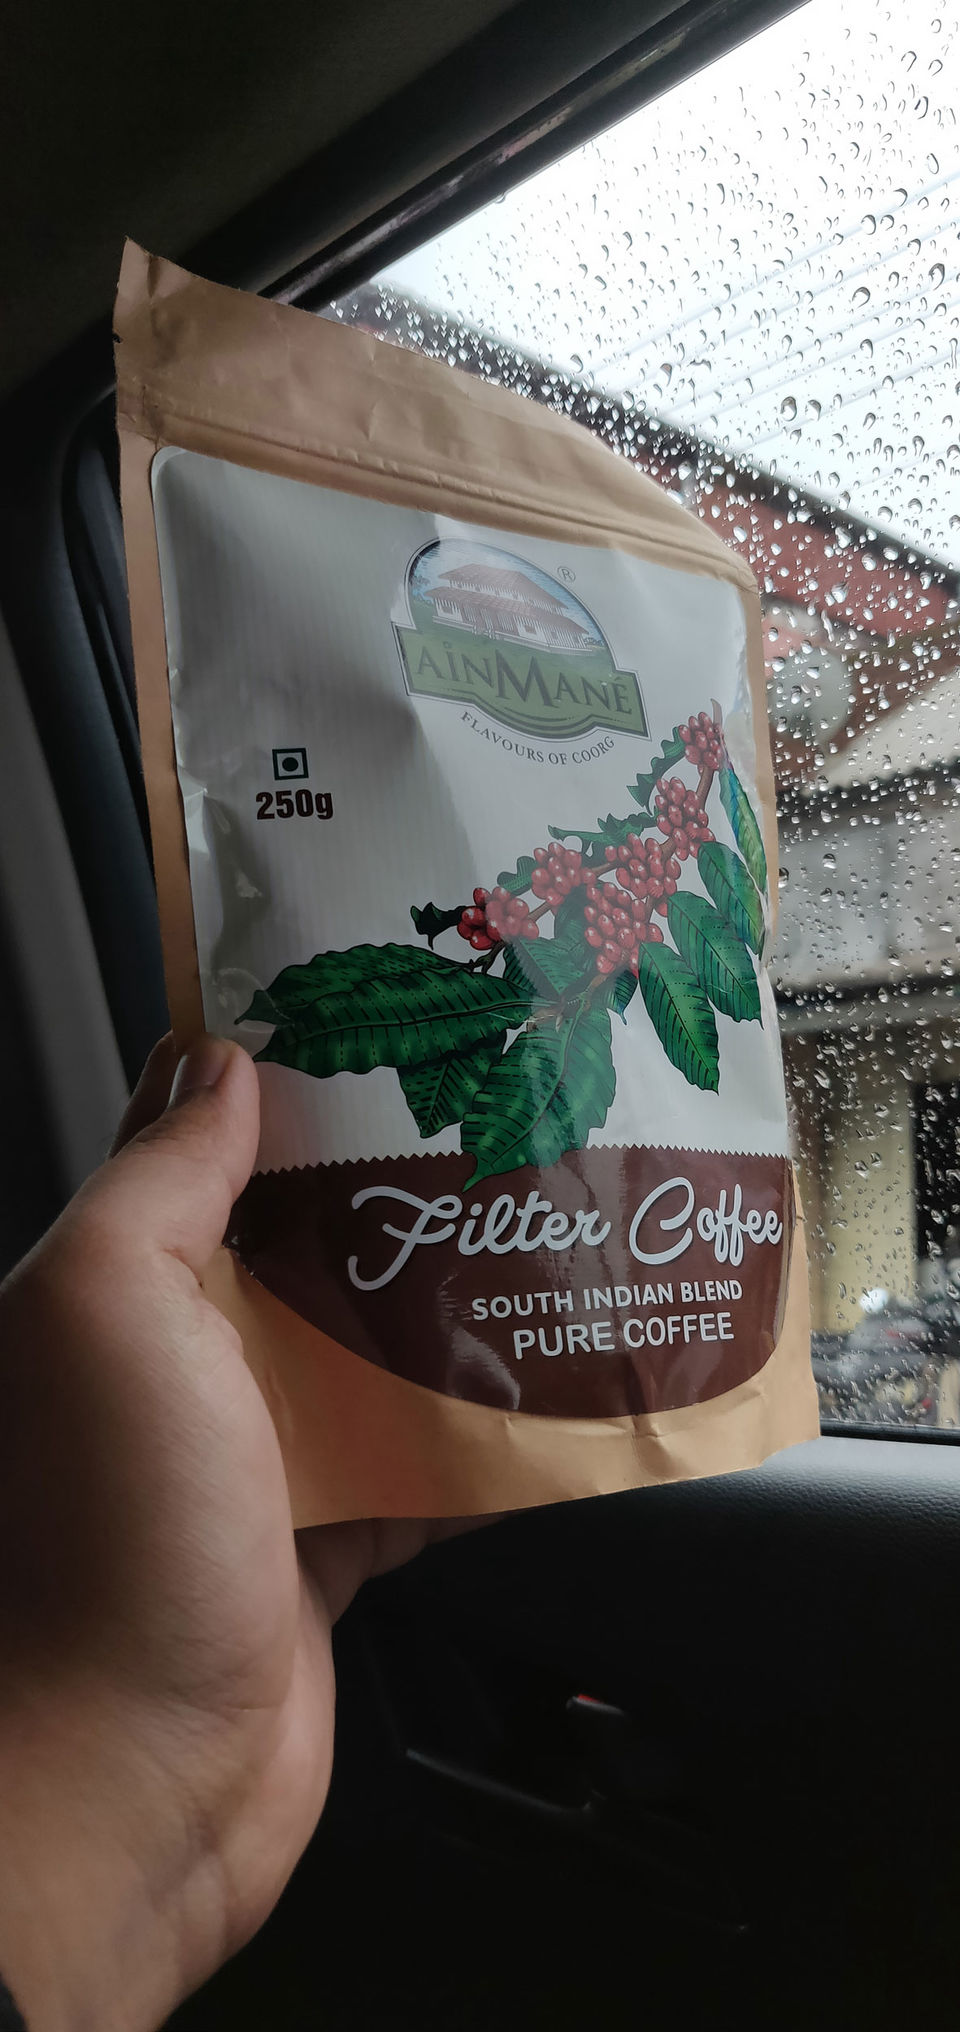 ®
AINMANÉ
FLAVOURS OF COORG
250g
Filter Coffee
SOUTH INDIAN BLEND
PURE COFFEE